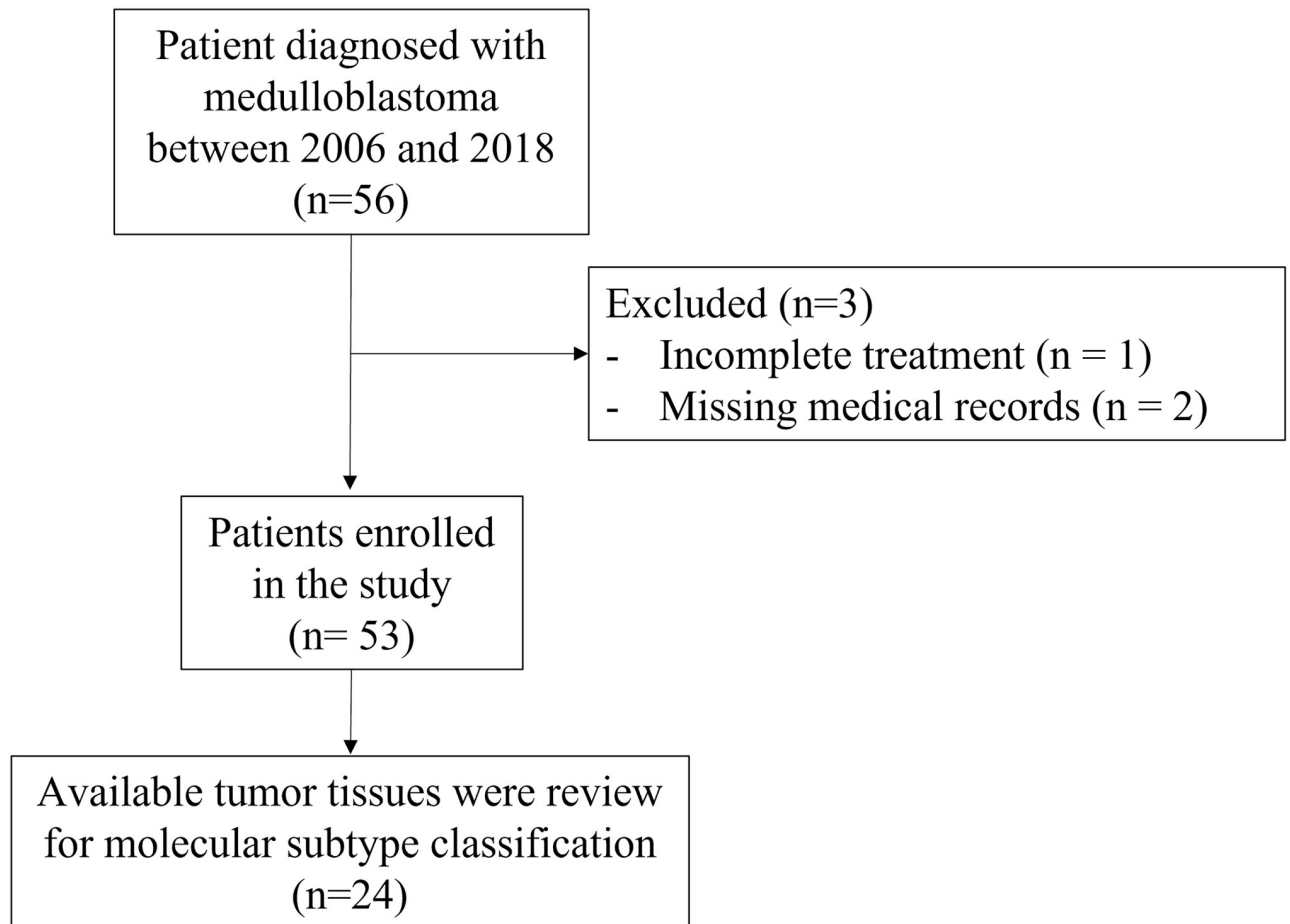 Patient diagnosed with
medulloblastoma
between 2006 and 2018
(n=56)
Excluded (n=3)
- Incomplete treatment (n = 1)
- Missing medical records (n = 2)
Patients enrolled
in the study
(n= 53)
Available tumor tissues were review
for molecular subtype classification
(n=24)